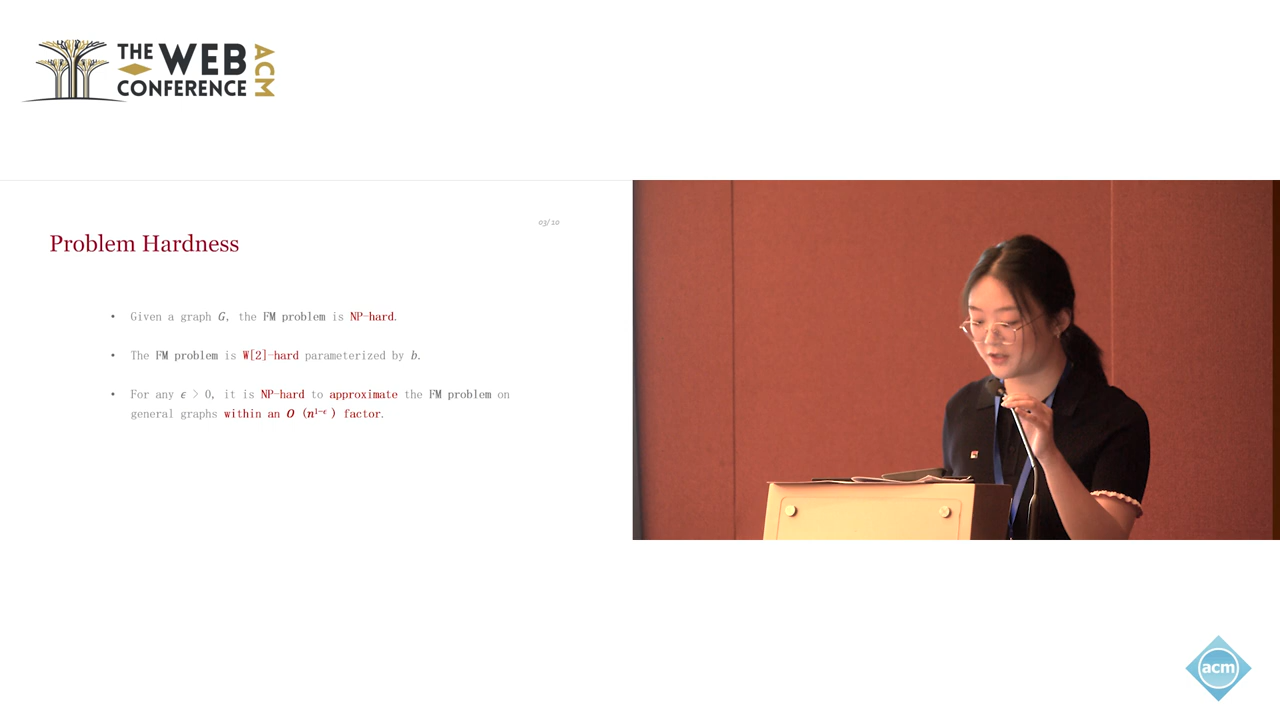 THE WEB
CONFERENCE
ACM
03/10
Problem Hardness
• Given a graph G, the FM problem is NP-hard.
• The FM problem is W[2]-hard parameterized by b.
• For any ϵ > 0, it is NP-hard to approximate the FM problem on
general graphs within an O (n¹⁻ᵋ ) factor.
acm